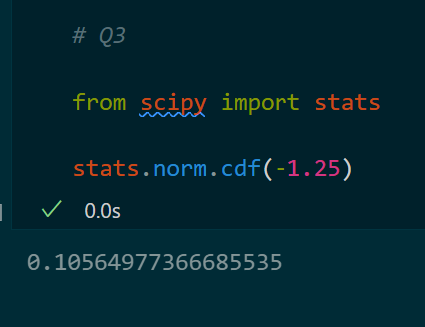 # Q3
from scipy import stats
stats.norm.cdf(-1.25)
0.0s
0.10564977366685535